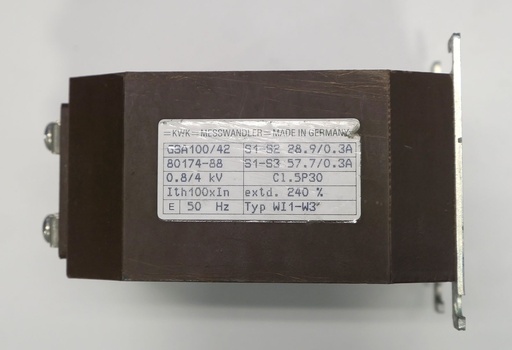 KWK MESSWANDLER MADE IN GERMANY
GSA100/42 S1-S2 28.9/0.3A
80174-88 S1-S3 57.7/0.3A
0.8/4 kV Cl.5P30
Ith100xIn extd. 240 %
E 50 Hz Typ WI1-W3*